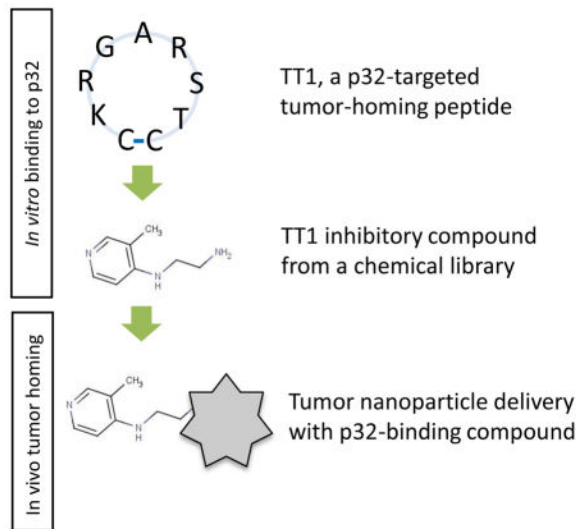 In vitro binding to p32
A
G
R
R
S
K
T
C
C
TT1, a p32-targeted
tumor-homing peptide
CH₃
N
NH₂
N
H
TT1 inhibitory compound
from a chemical library
In vivo tumor homing
CH₃
N
N
H
Tumor nanoparticle delivery
with p32-binding compound